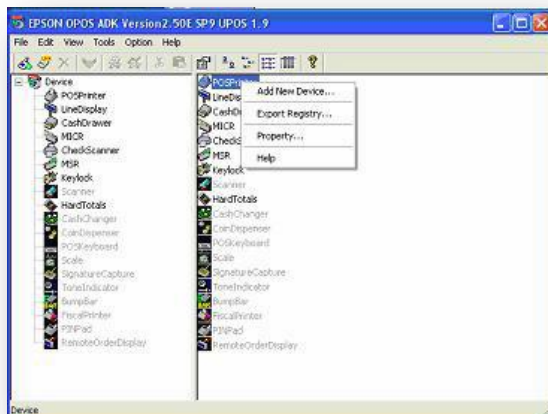 EPSON OPOS ADK Version2.50E SP9 UPOS 1.9
File Edit View Tools Option Help
Device
POSPrinter
LineDisplay
CashDrawer
MICR
CheckScanner
MSR
Keylock
Scanner
HardTotals
CashChanger
CoinDispenser
POSKeyboard
Scale
SignatureCapture
ToneIndicator
BumpBar
FiscalPrinter
PINPad
RemoteOrderDisplay
POSPrin
LineDis
CashDr
MICR
CheckS
MSR
Keylock
Scanner
HardTotals
CashChanger
CoinDispenser
POSKeyboard
Scale
SignatureCapture
ToneIndicator
BumpBar
FiscalPrinter
PINPad
RemoteOrderDisplay
Add New Device...
Export Registry...
Property...
Help
Device